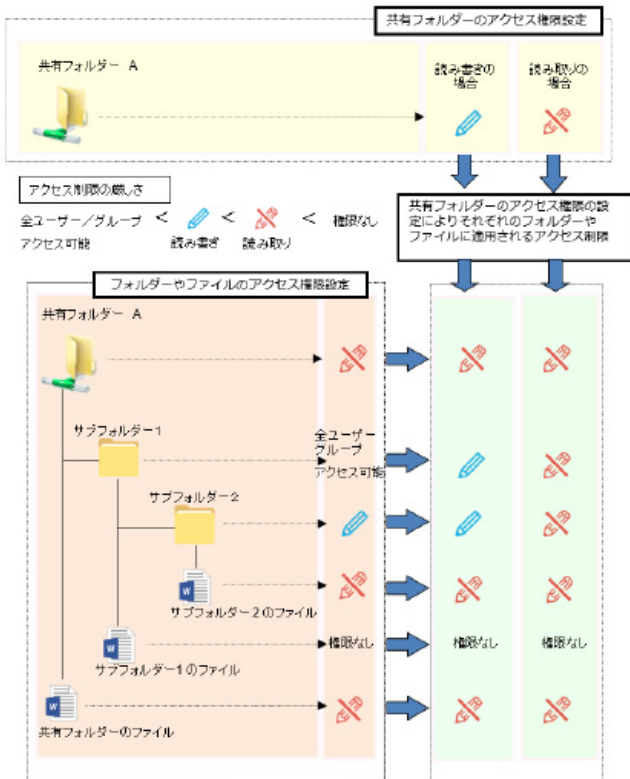 共有フォルダーのアクセス権限設定
共有フォルダー A
読み書きの
場合
読み取りの
場合
アクセス制限の厳しさ
全ユーザー／グループ
アクセス可能
<
読み書き
<
読み取り
<
権限なし
共有フォルダーのアクセス権限の設
定によりそれぞれのフォルダーや
ファイルに適用されるアクセス制限
フォルダーやファイルのアクセス権限設定
共有フォルダー A
サブフォルダー1
全ユーザー
グループ
アクセス可能
サブフォルダー2
W
サブフォルダー2のファイル
W
サブフォルダー1のファイル
権限なし
権限なし
権限なし
W
共有フォルダーのファイル